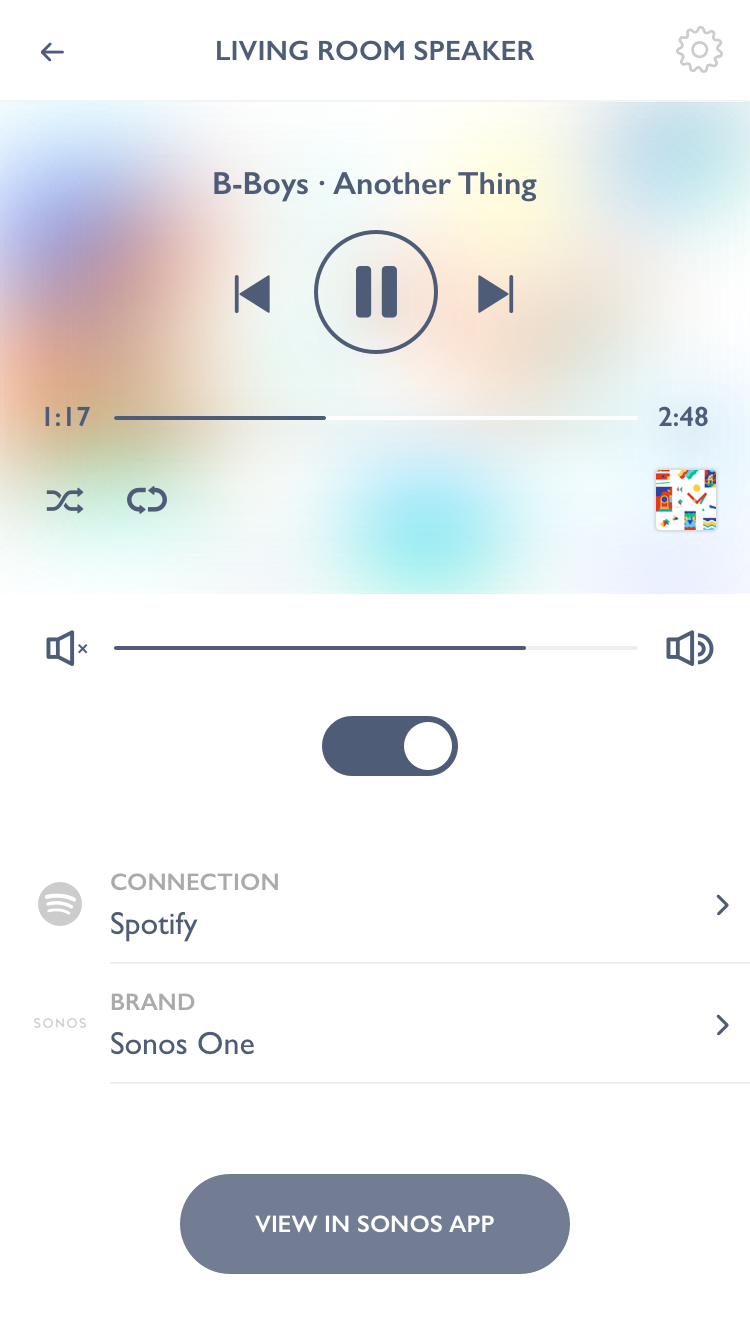 LIVING ROOM SPEAKER
B-Boys · Another Thing
1:17
2:48
CONNECTION
Spotify
BRAND
SONOS
Sonos One
VIEW IN SONOS APP